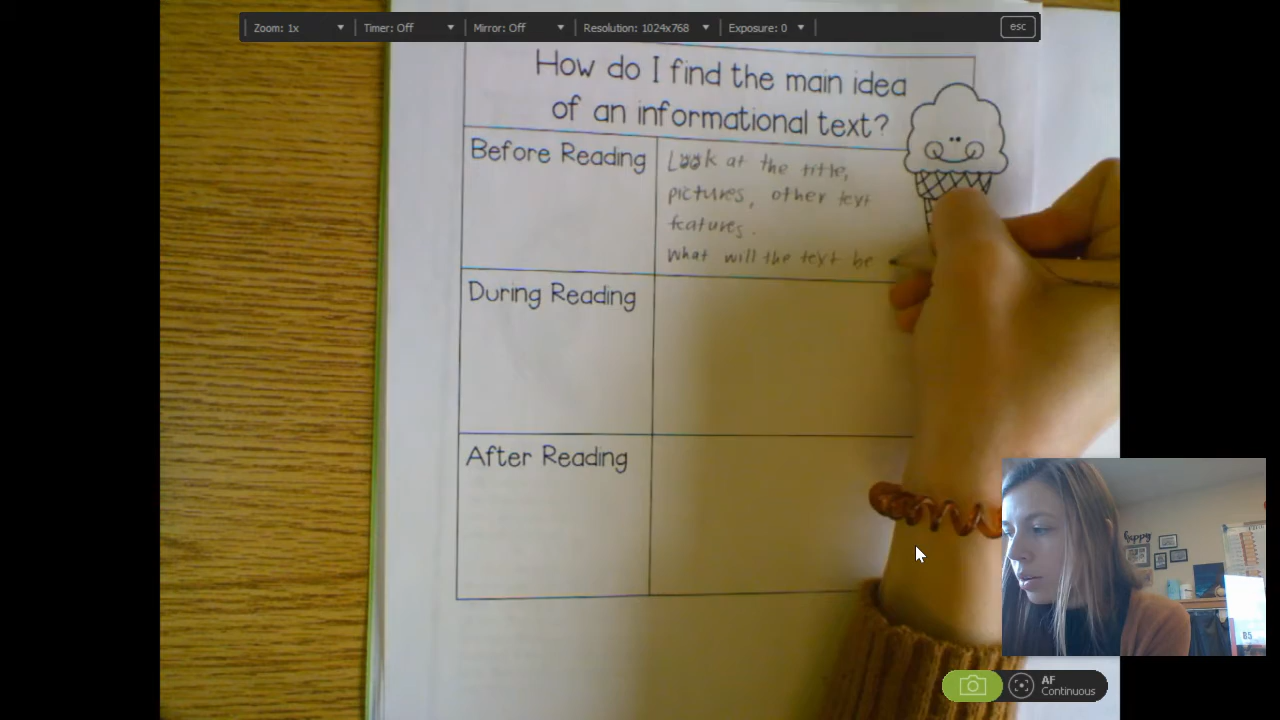 Zoom: 1x
Timer: Off
Mirror: Off
Resolution: 1024x768
Exposure: 0
esc
How do I find the main idea
of an informational text?
Before Reading
Look at the title,
pictures, other text
features.
What will the text be
During Reading
After Reading
happy
85
AF
Continuous